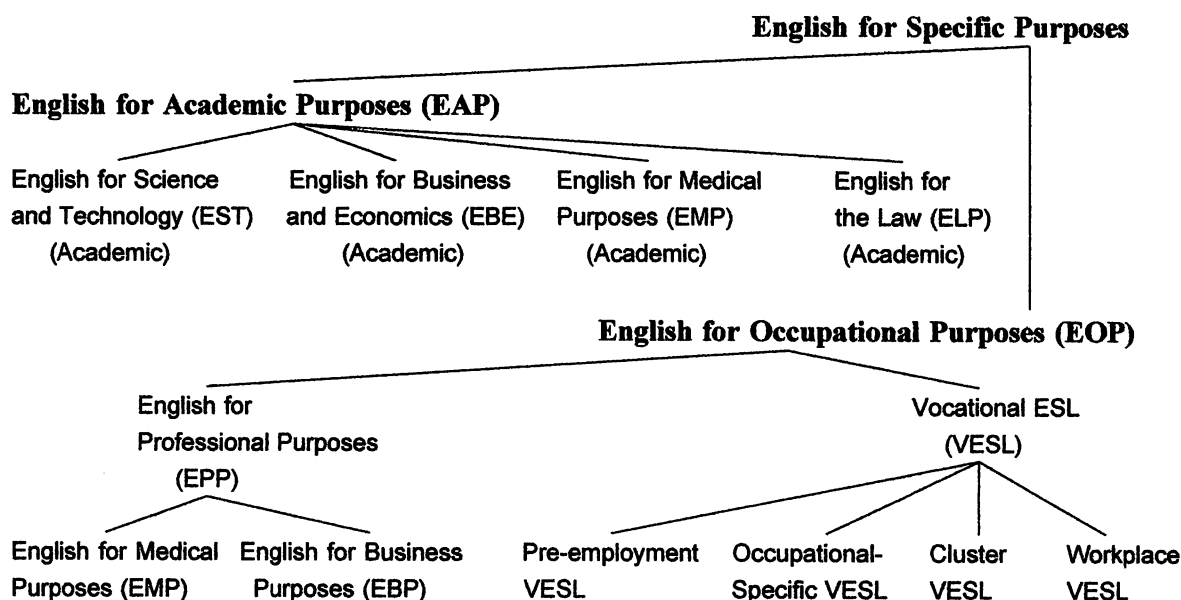 English for Specific Purposes
English for Academic Purposes (EAP)
English for Science
and Technology (EST)
(Academic)
English for Business
and Economics (EBE)
(Academic)
English for Medical
Purposes (EMP)
(Academic)
English for
the Law (ELP)
(Academic)
English for Occupational Purposes (EOP)
English for
Professional Purposes
(EPP)
Vocational ESL
(VESL)
English for Medical
Purposes (EMP)
English for Business
Purposes (EBP)
Pre-employment
VESL
Occupational-
Specific VESL
Cluster
VESL
Workplace
VESL